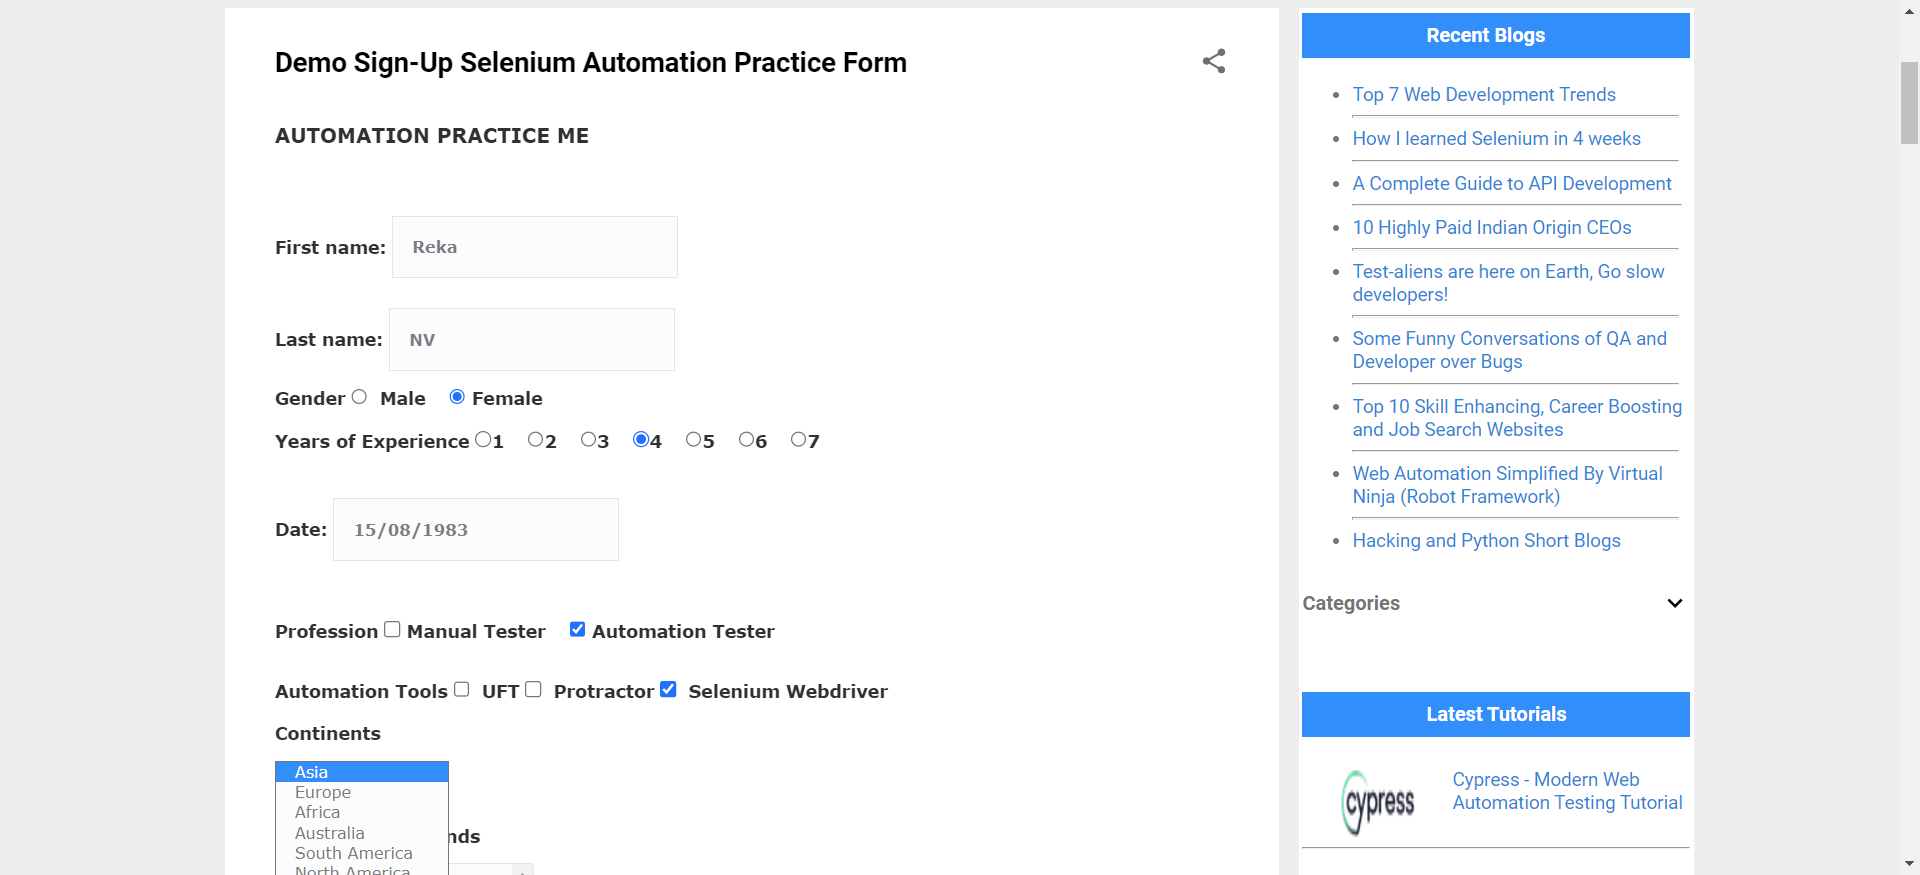 Demo Sign-Up Selenium Automation Practice Form
AUTOMATION PRACTICE ME
First name: Reka
Last name: NV
Gender Male Female
Years of Experience 1 2 3 4 5 6 7
Date: 15/08/1983
Profession Manual Tester Automation Tester
Automation Tools UFT Protractor Selenium Webdriver
Continents
Asia
Europe
Africa
Australia
South America
North America
nds
Recent Blogs
Top 7 Web Development Trends
How I learned Selenium in 4 weeks
A Complete Guide to API Development
10 Highly Paid Indian Origin CEOs
Test-aliens are here on Earth, Go slow
developers!
Some Funny Conversations of QA and
Developer over Bugs
Top 10 Skill Enhancing, Career Boosting
and Job Search Websites
Web Automation Simplified By Virtual
Ninja (Robot Framework)
Hacking and Python Short Blogs
Categories
Latest Tutorials
cypress
Cypress - Modern Web
Automation Testing Tutorial